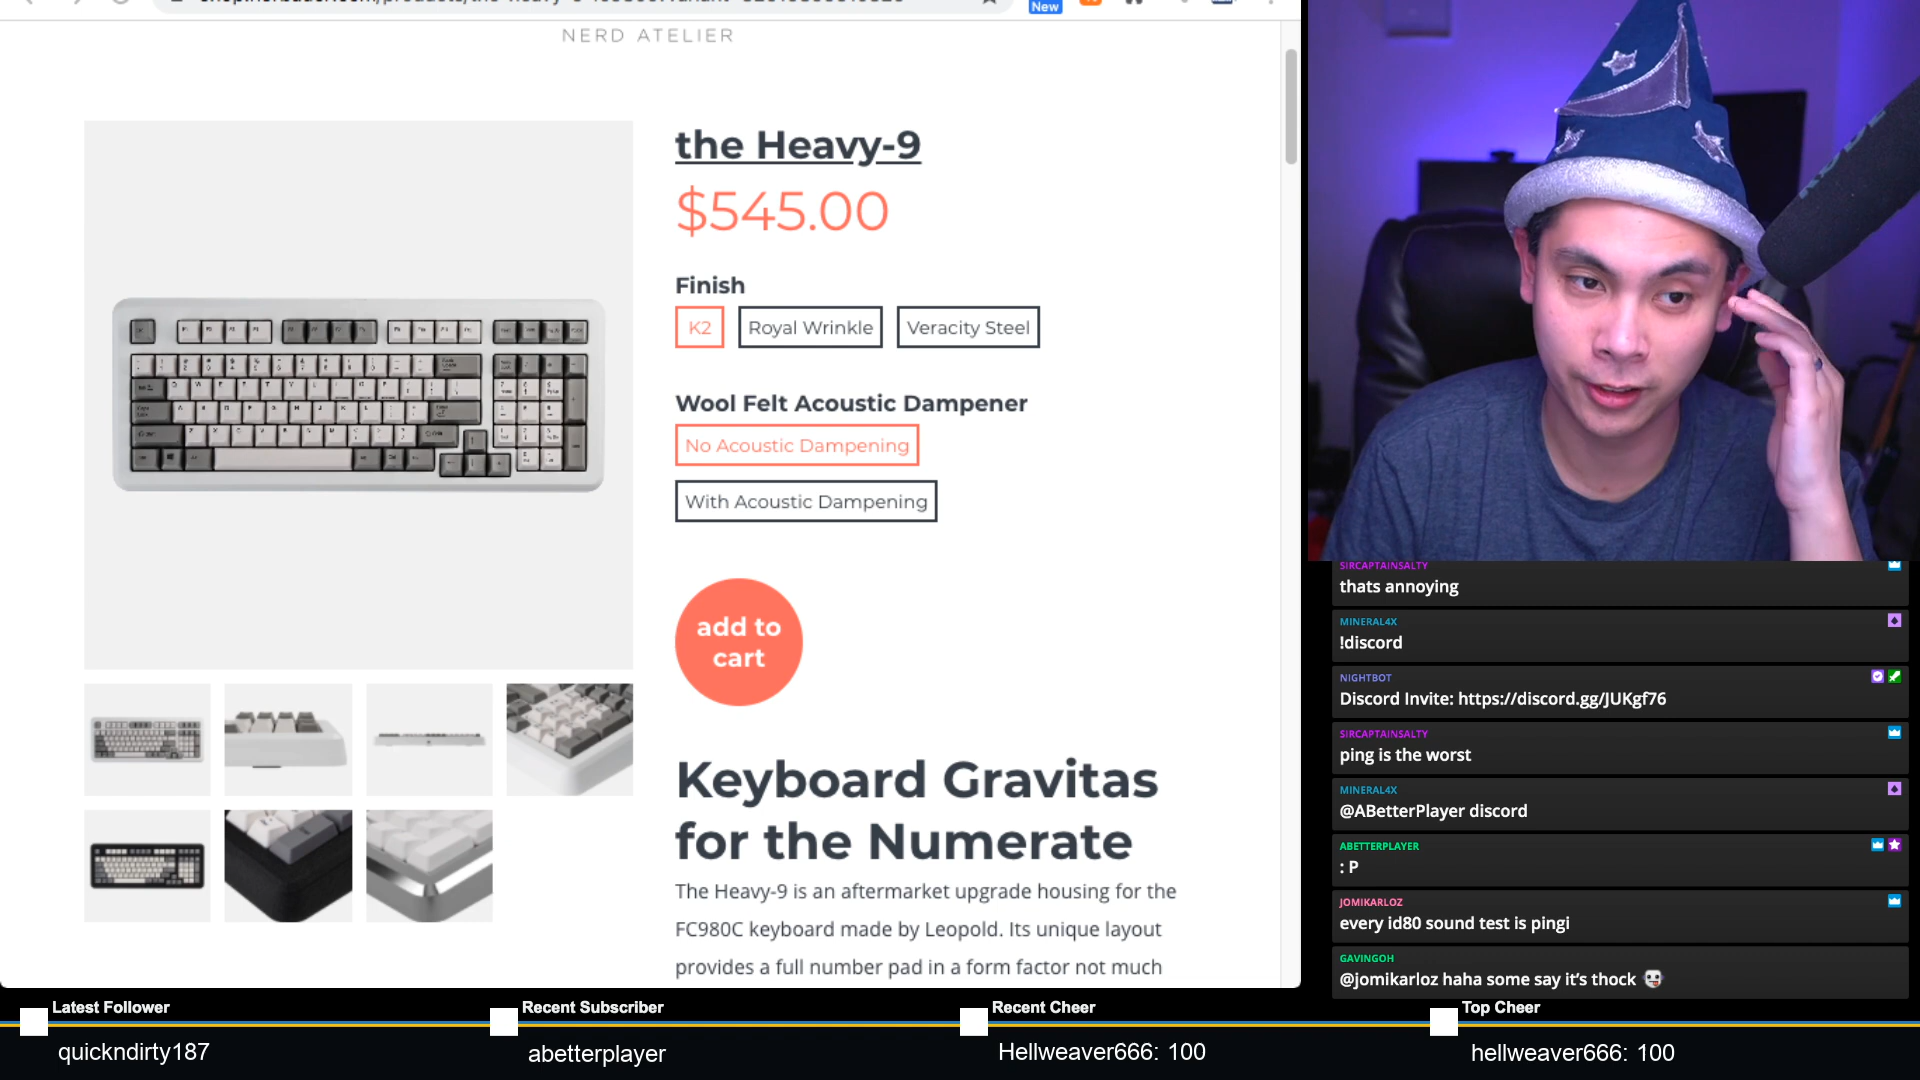 NERD ATELIER
the Heavy-9
$545.00
Finish
K2
Royal Wrinkle
Veracity Steel
Wool Felt Acoustic Dampener
No Acoustic Dampening
With Acoustic Dampening
add to
cart
Keyboard Gravitas
for the Numerate
The Heavy-9 is an aftermarket upgrade housing for the
FC980C keyboard made by Leopold. Its unique layout
provides a full number pad in a form factor not much
New
SIRCAPTAINSALTY
thats annoying
MINERAL4X
!discord
NIGHTBOT
Discord Invite: https://discord.gg/JUKgf76
SIRCAPTAINSALTY
ping is the worst
MINERAL4X
@ABetterPlayer discord
ABETTERPLAYER
: P
JOMIKARLOZ
every id80 sound test is pingi
GAVINGOH
@jomikarloz haha some say it’s thock
Latest Follower
quickndirty187
Recent Subscriber
abetterplayer
Recent Cheer
Hellweaver666: 100
Top Cheer
hellweaver666: 100